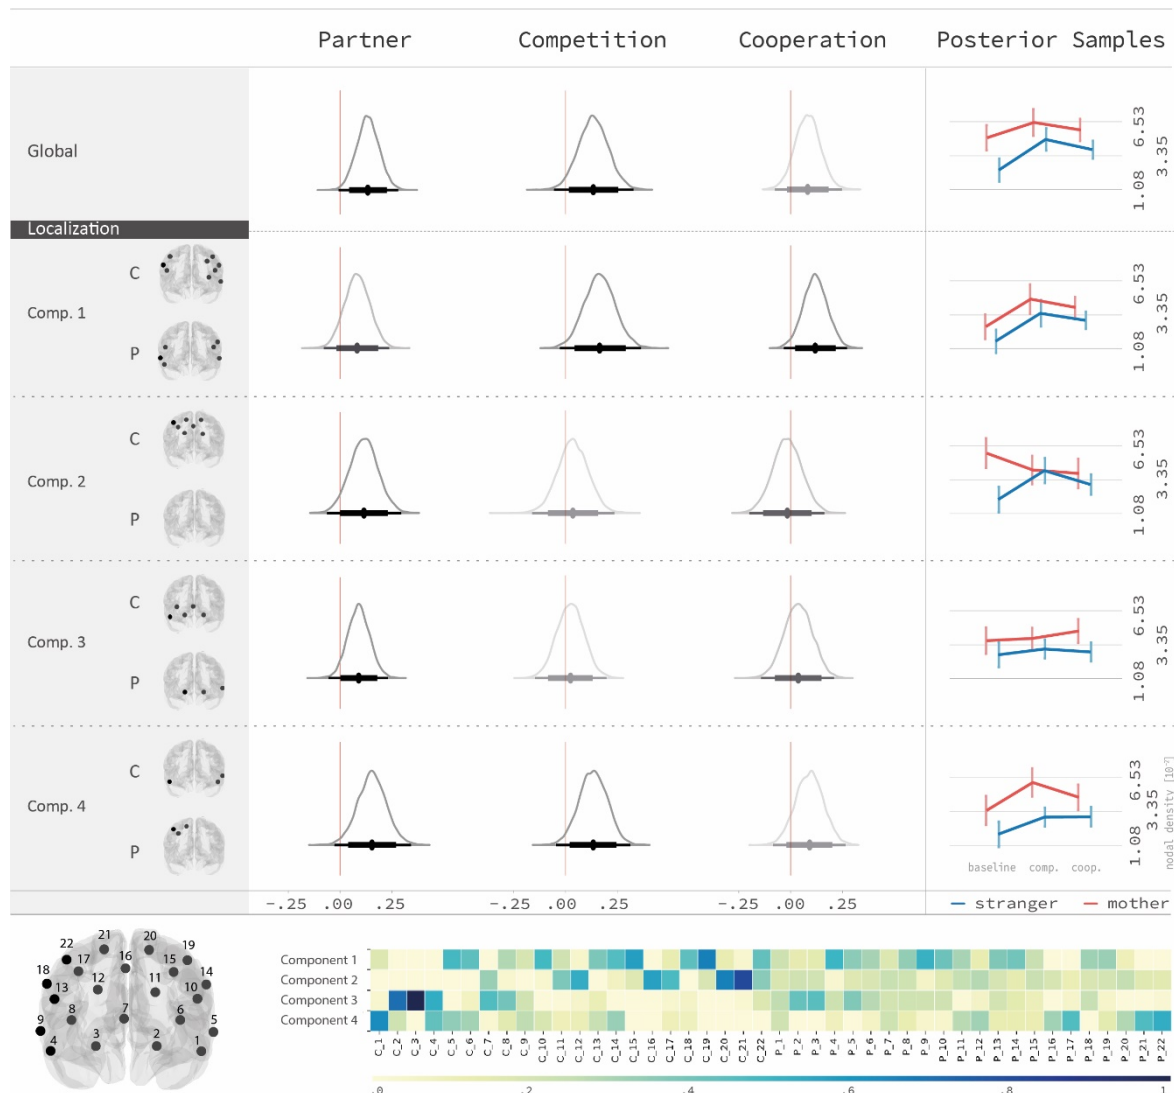 Partner Competition Cooperation Posterior Samples
Global
6.53
3.35
1.08
Localization
C
Comp. 1
P
6.53
3.35
1.08
C
Comp. 2
P
6.53
3.35
1.08
C
Comp. 3
P
6.53
3.35
1.08
C
Comp. 4
P
6.53
3.35
1.08
nodal density [10⁻⁷]
baseline comp. coop.
-.25 .00 .25 -.25 .00 .25 -.25 .00 .25
stranger mother
21 20
22 19
17 16 15
18 14
12 11
13 10
8 7 6
9 5
4 3 2 1
Component 1
Component 2
Component 3
Component 4
C_1 C_2 C_3 C_4 C_5 C_6 C_7 C_8 C_9 C_10 C_11 C_12 C_13 C_14 C_15 C_16 C_17 C_18 C_19 C_20 C_21 C_22 P_1 P_2 P_3 P_4 P_5 P_6 P_7 P_8 P_9 P_10 P_11 P_12 P_13 P_14 P_15 P_16 P_17 P_18 P_19 P_20 P_21 P_22
.0 .2 .4 .6 .8 1